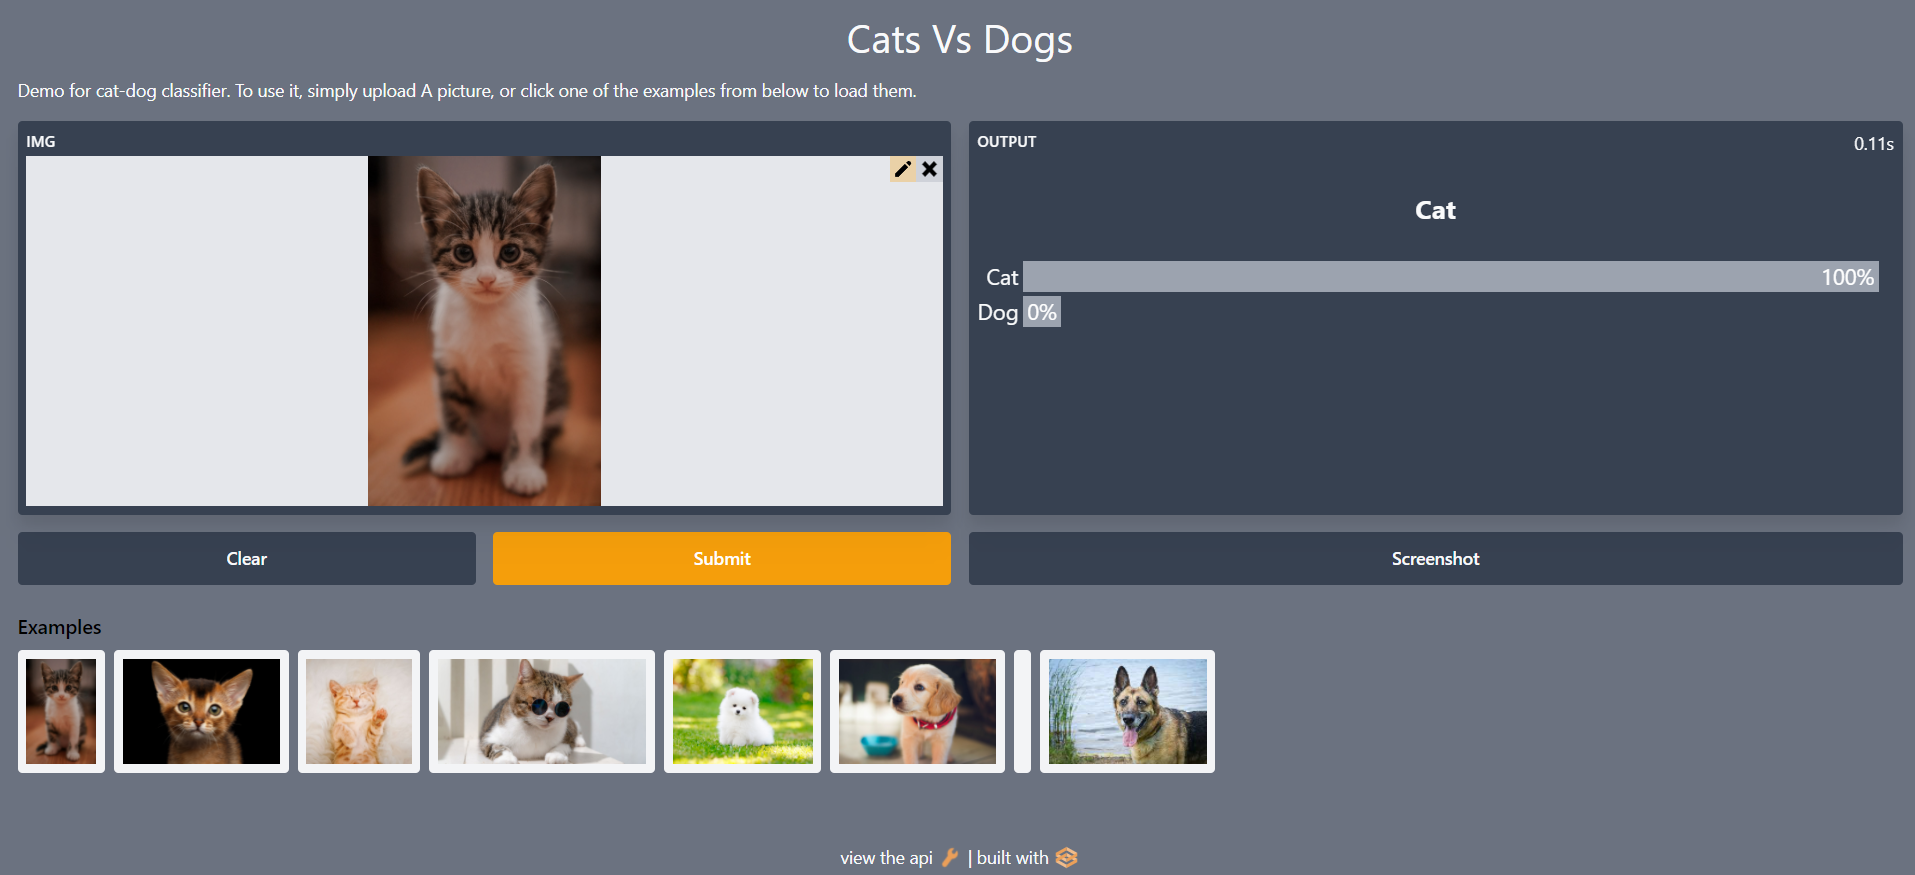 Cats Vs Dogs
Demo for cat-dog classifier. To use it, simply upload A picture, or click one of the examples from below to load them.
IMG
OUTPUT 0.11s
Cat
Cat 100%
Dog 0%
Clear Submit Screenshot
Examples
view the api | built with